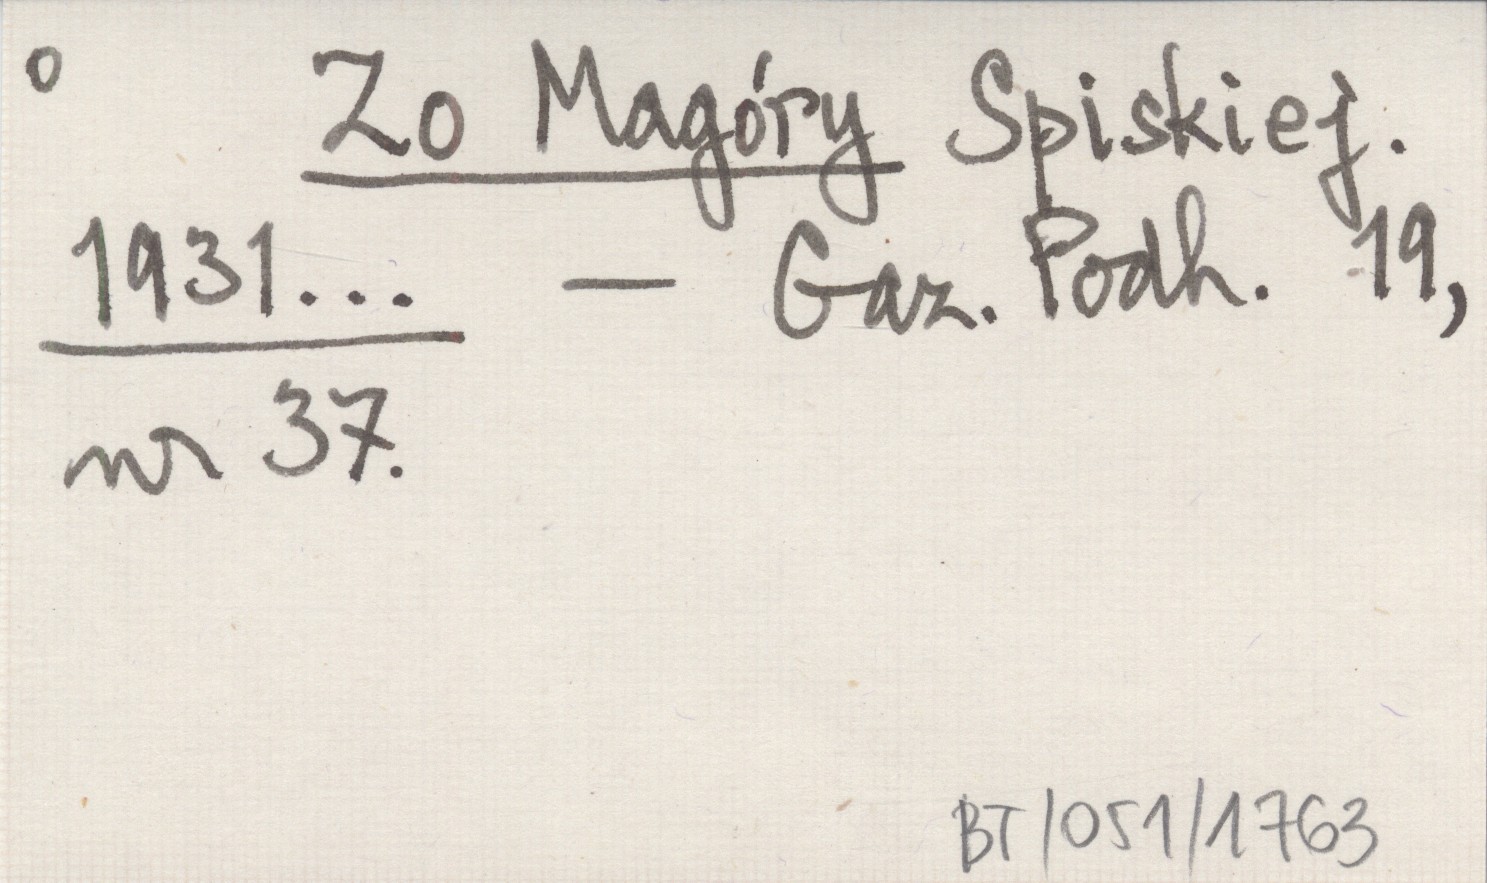 o Zo Magóry Spiskiej.
1931... — Gaz. Podh. 19,
nr 37.
BT/051/1763